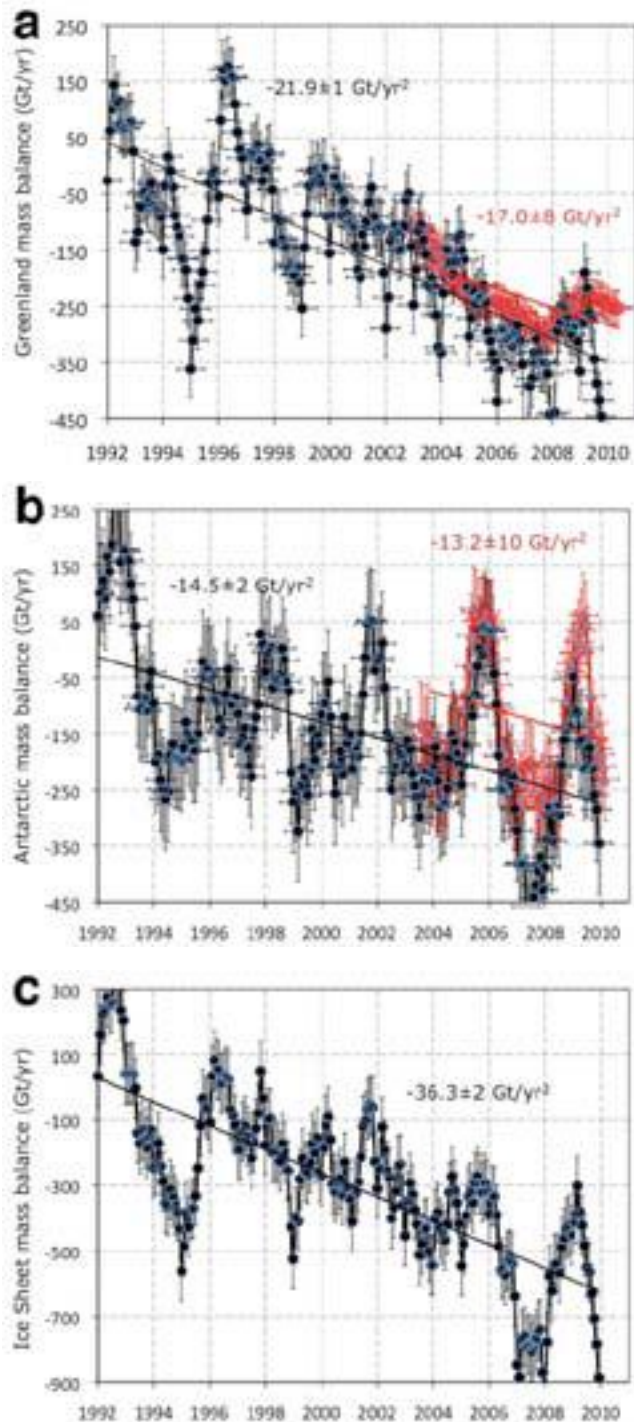 a
Greenland mass balance (Gt/yr)
250
150
50
-50
-150
-250
-350
-450
-21.9±1 Gt/yr²
-17.0±8 Gt/yr²
1992 1994 1996 1998 2000 2002 2004 2006 2008 2010
b
Antarctic mass balance (Gt/yr)
250
150
50
-50
-150
-250
-350
-450
-13.2±10 Gt/yr²
-14.5±2 Gt/yr²
1992 1994 1996 1998 2000 2002 2004 2006 2008 2010
c
Ice Sheet mass balance (Gt/yr)
300
100
-100
-300
-500
-700
-900
-36.3±2 Gt/yr²
1992 1994 1996 1998 2000 2002 2004 2006 2008 2010